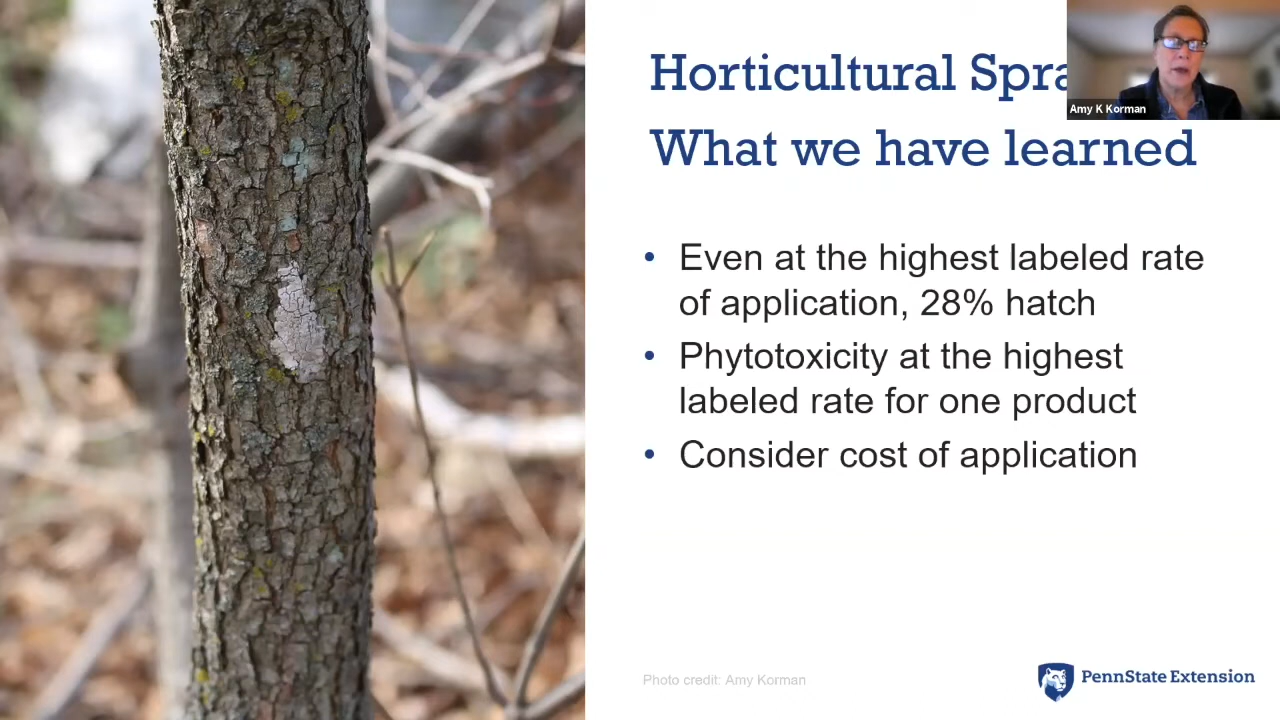 Horticultural Spra
Amy K Korman
What we have learned
• Even at the highest labeled rate
of application, 28% hatch
• Phytotoxicity at the highest
labeled rate for one product
• Consider cost of application
Photo credit: Amy Korman
PennState Extension